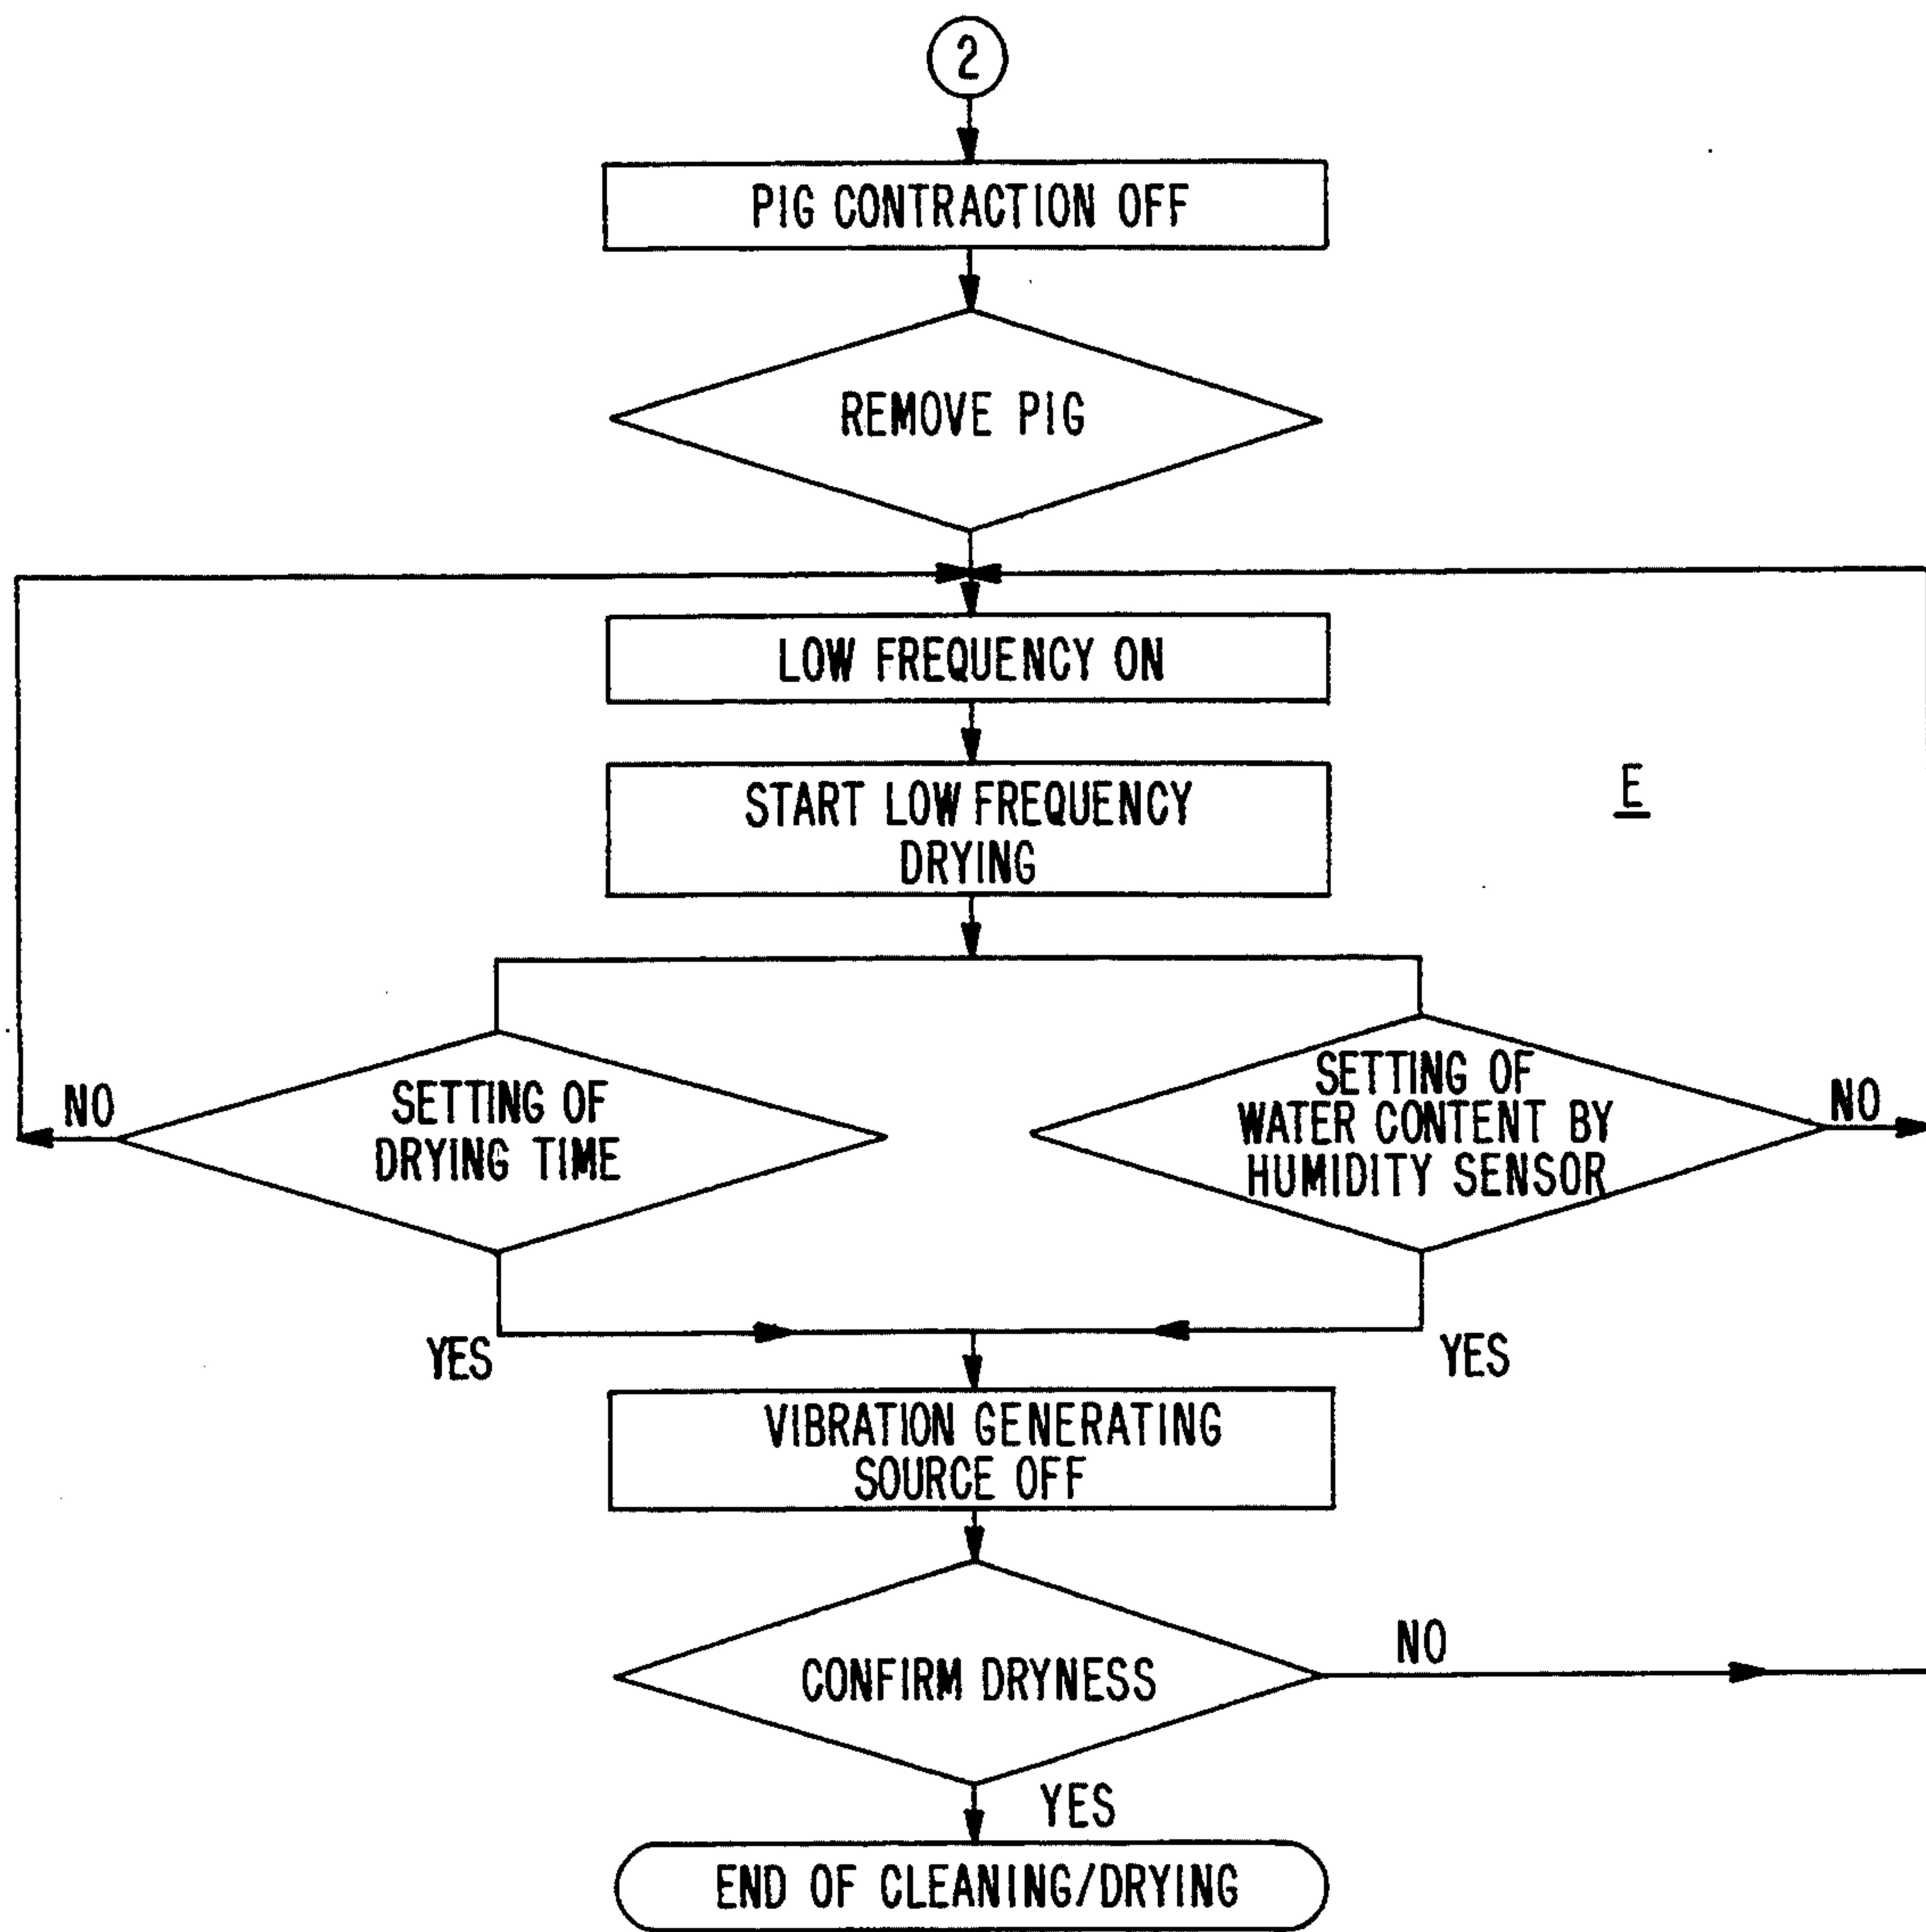 2
PIG CONTRACTION OFF
REMOVE PIG
LOW FREQUENCY ON
START LOW FREQUENCY
DRYING
E
NO
SETTING OF
DRYING TIME
SETTING OF
WATER CONTENT BY
HUMIDITY SENSOR
NO
YES
YES
VIBRATION GENERATING
SOURCE OFF
CONFIRM DRYNESS
NO
YES
END OF CLEANING/DRYING